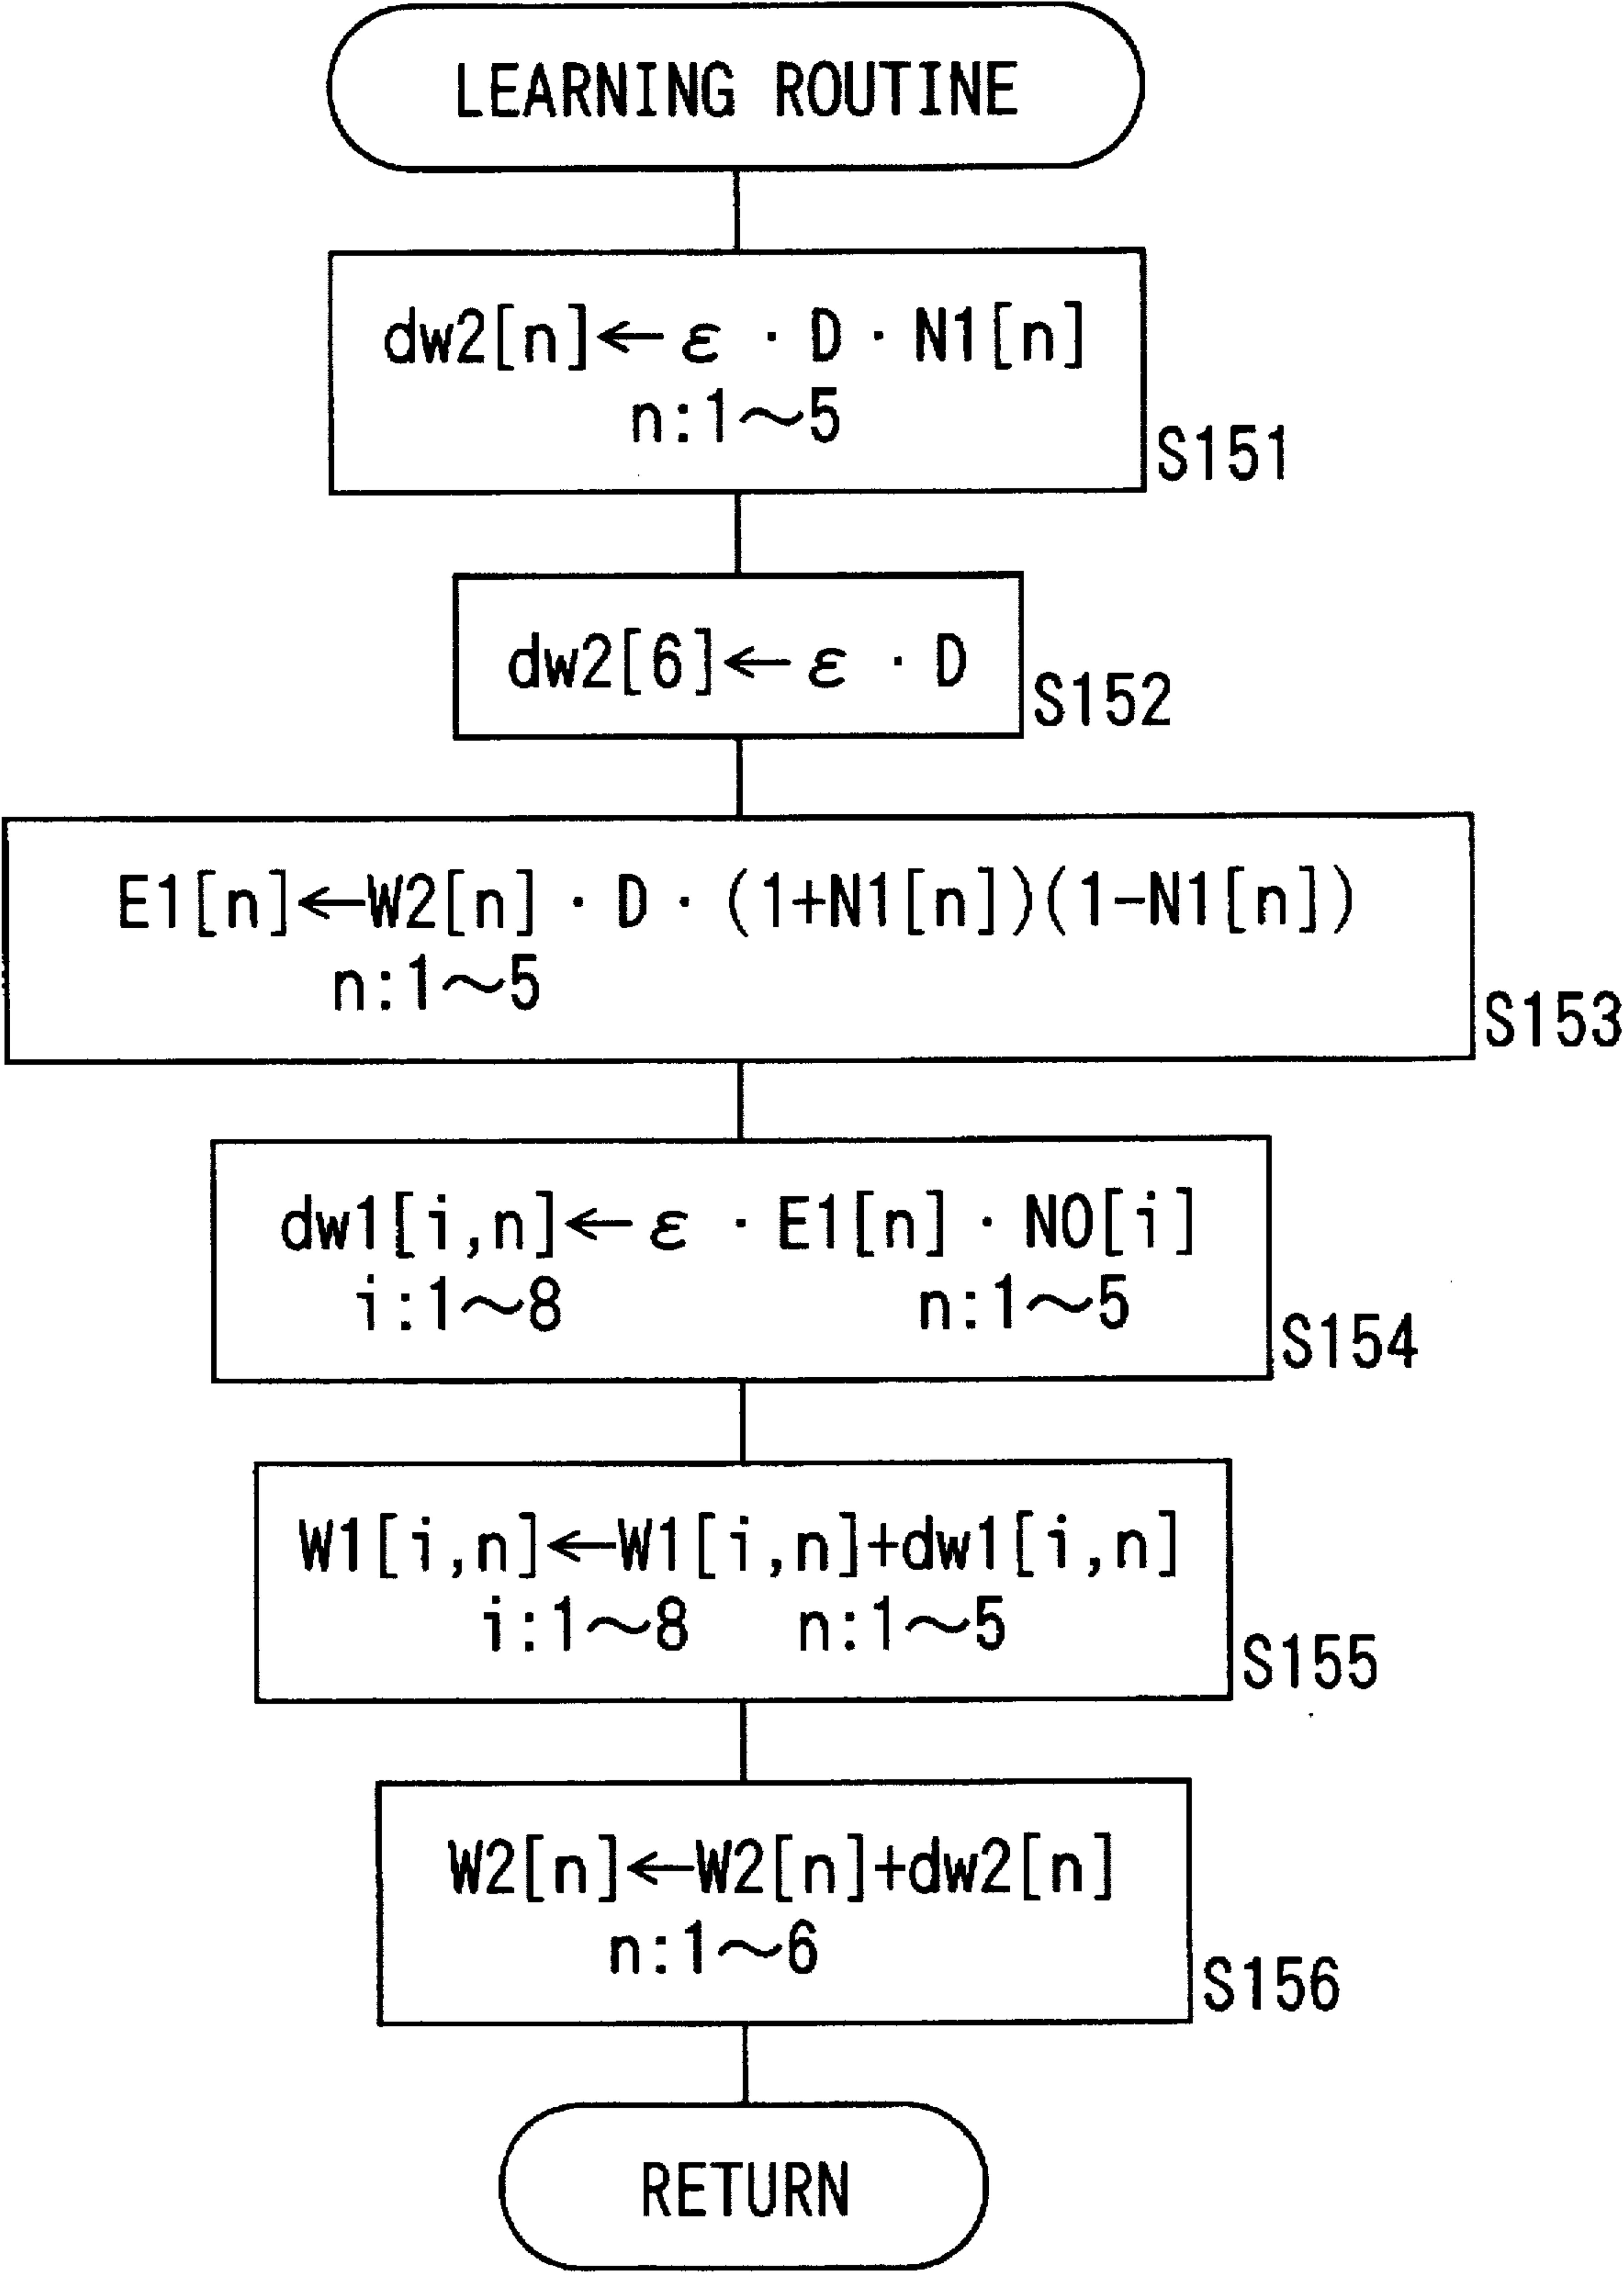 LEARNING ROUTINE
dw2[n]←ε · D · N1[n]
n:1～5
S151
dw2[6]←ε · D
S152
E1[n]←W2[n] · D · (1+N1[n])(1-N1[n])
n:1～5
S153
dw1[i,n]←ε · E1[n] · N0[i]
i:1～8 n:1～5
S154
W1[i,n]←W1[i,n]+dw1[i,n]
i:1～8 n:1～5
S155
W2[n]←W2[n]+dw2[n]
n:1～6
S156
RETURN